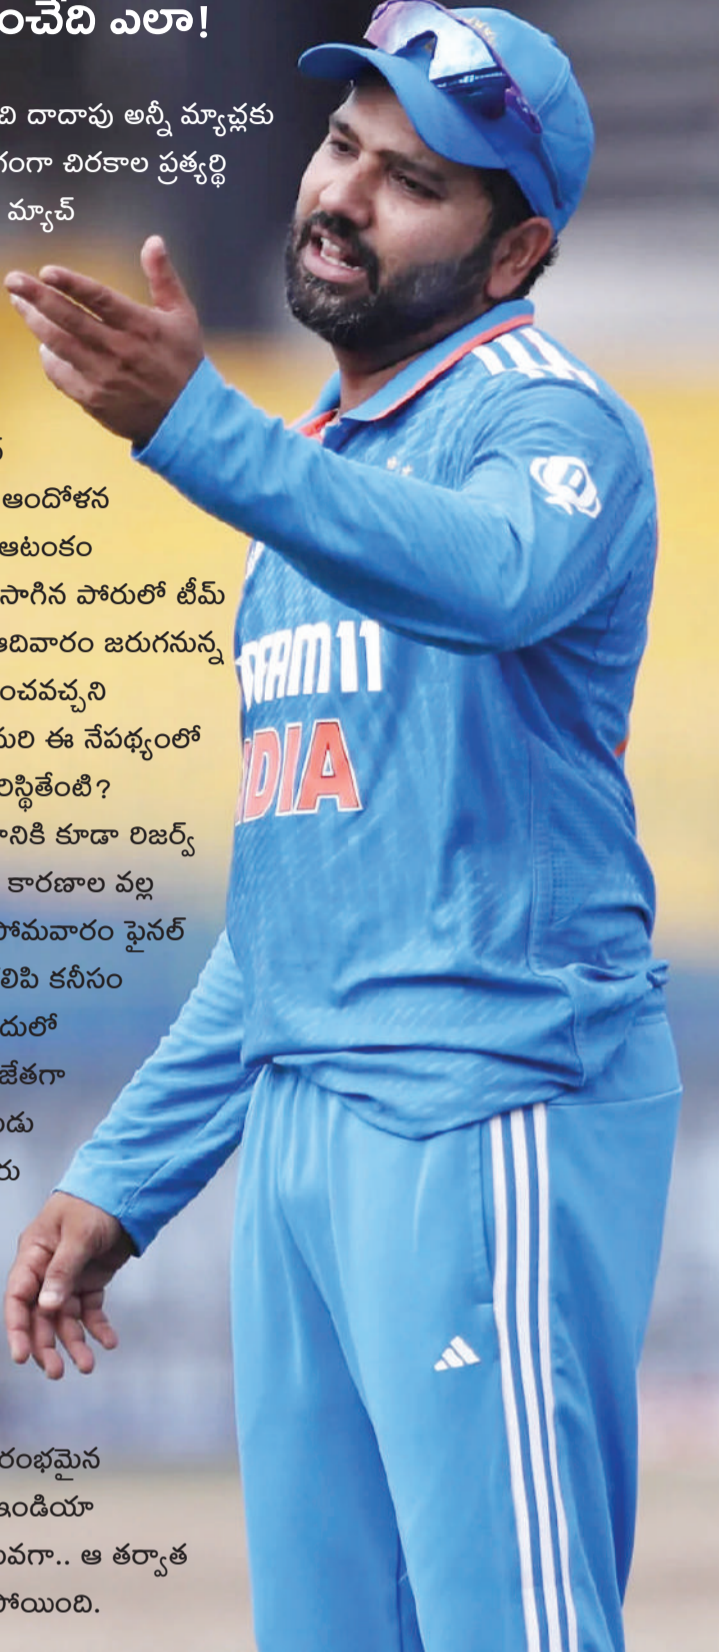 ంచేది ఎలా!
చి దాదాపు అన్నీ మ్యాచ్లకు
గంగా చిరకాల ప్రత్యర్థి
మ్యాచ్
ఆందోళన
ఆటంకం
సాగిన పోరులో టీమ్
ఆదివారం జరుగనున్న
ంచవచ్చని
మరి ఈ నేపథ్యంలో
రిస్థితేంటి?
ానికి కూడా రిజర్వ్
కారణాల వల్ల
సోమవారం ఫైనల్
లిపి కనీసం
దులో
జేతగా
డు
రు
రంభమైన
ఇండియా
వగా.. ఆ తర్వాత
పోయింది.
TEAM11
DIA